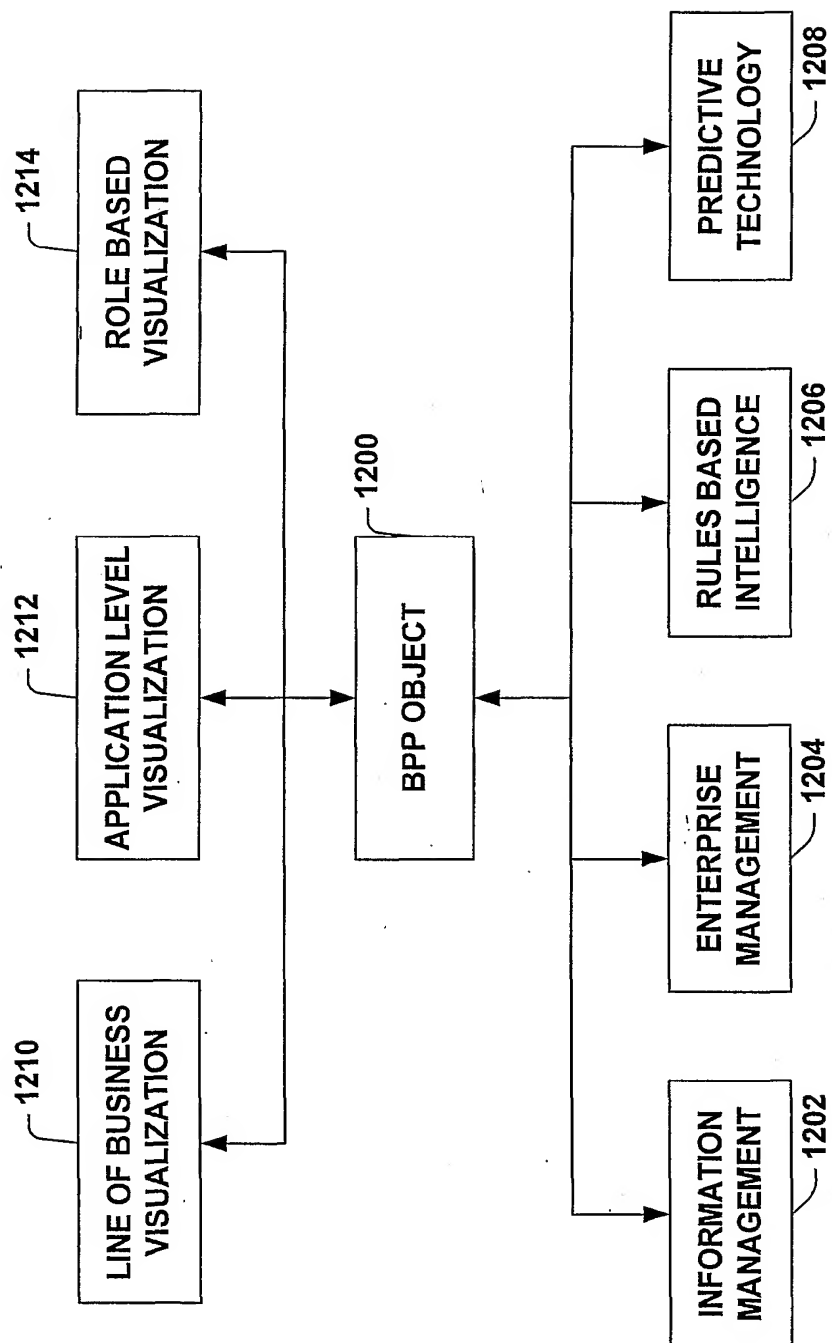 1210
LINE OF BUSINESS
VISUALIZATION
1212
APPLICATION LEVEL
VISUALIZATION
1214
ROLE BASED
VISUALIZATION
1200
BPP OBJECT
INFORMATION
MANAGEMENT
1202
ENTERPRISE
MANAGEMENT
1204
RULES BASED
INTELLIGENCE
1206
PREDICTIVE
TECHNOLOGY
1208